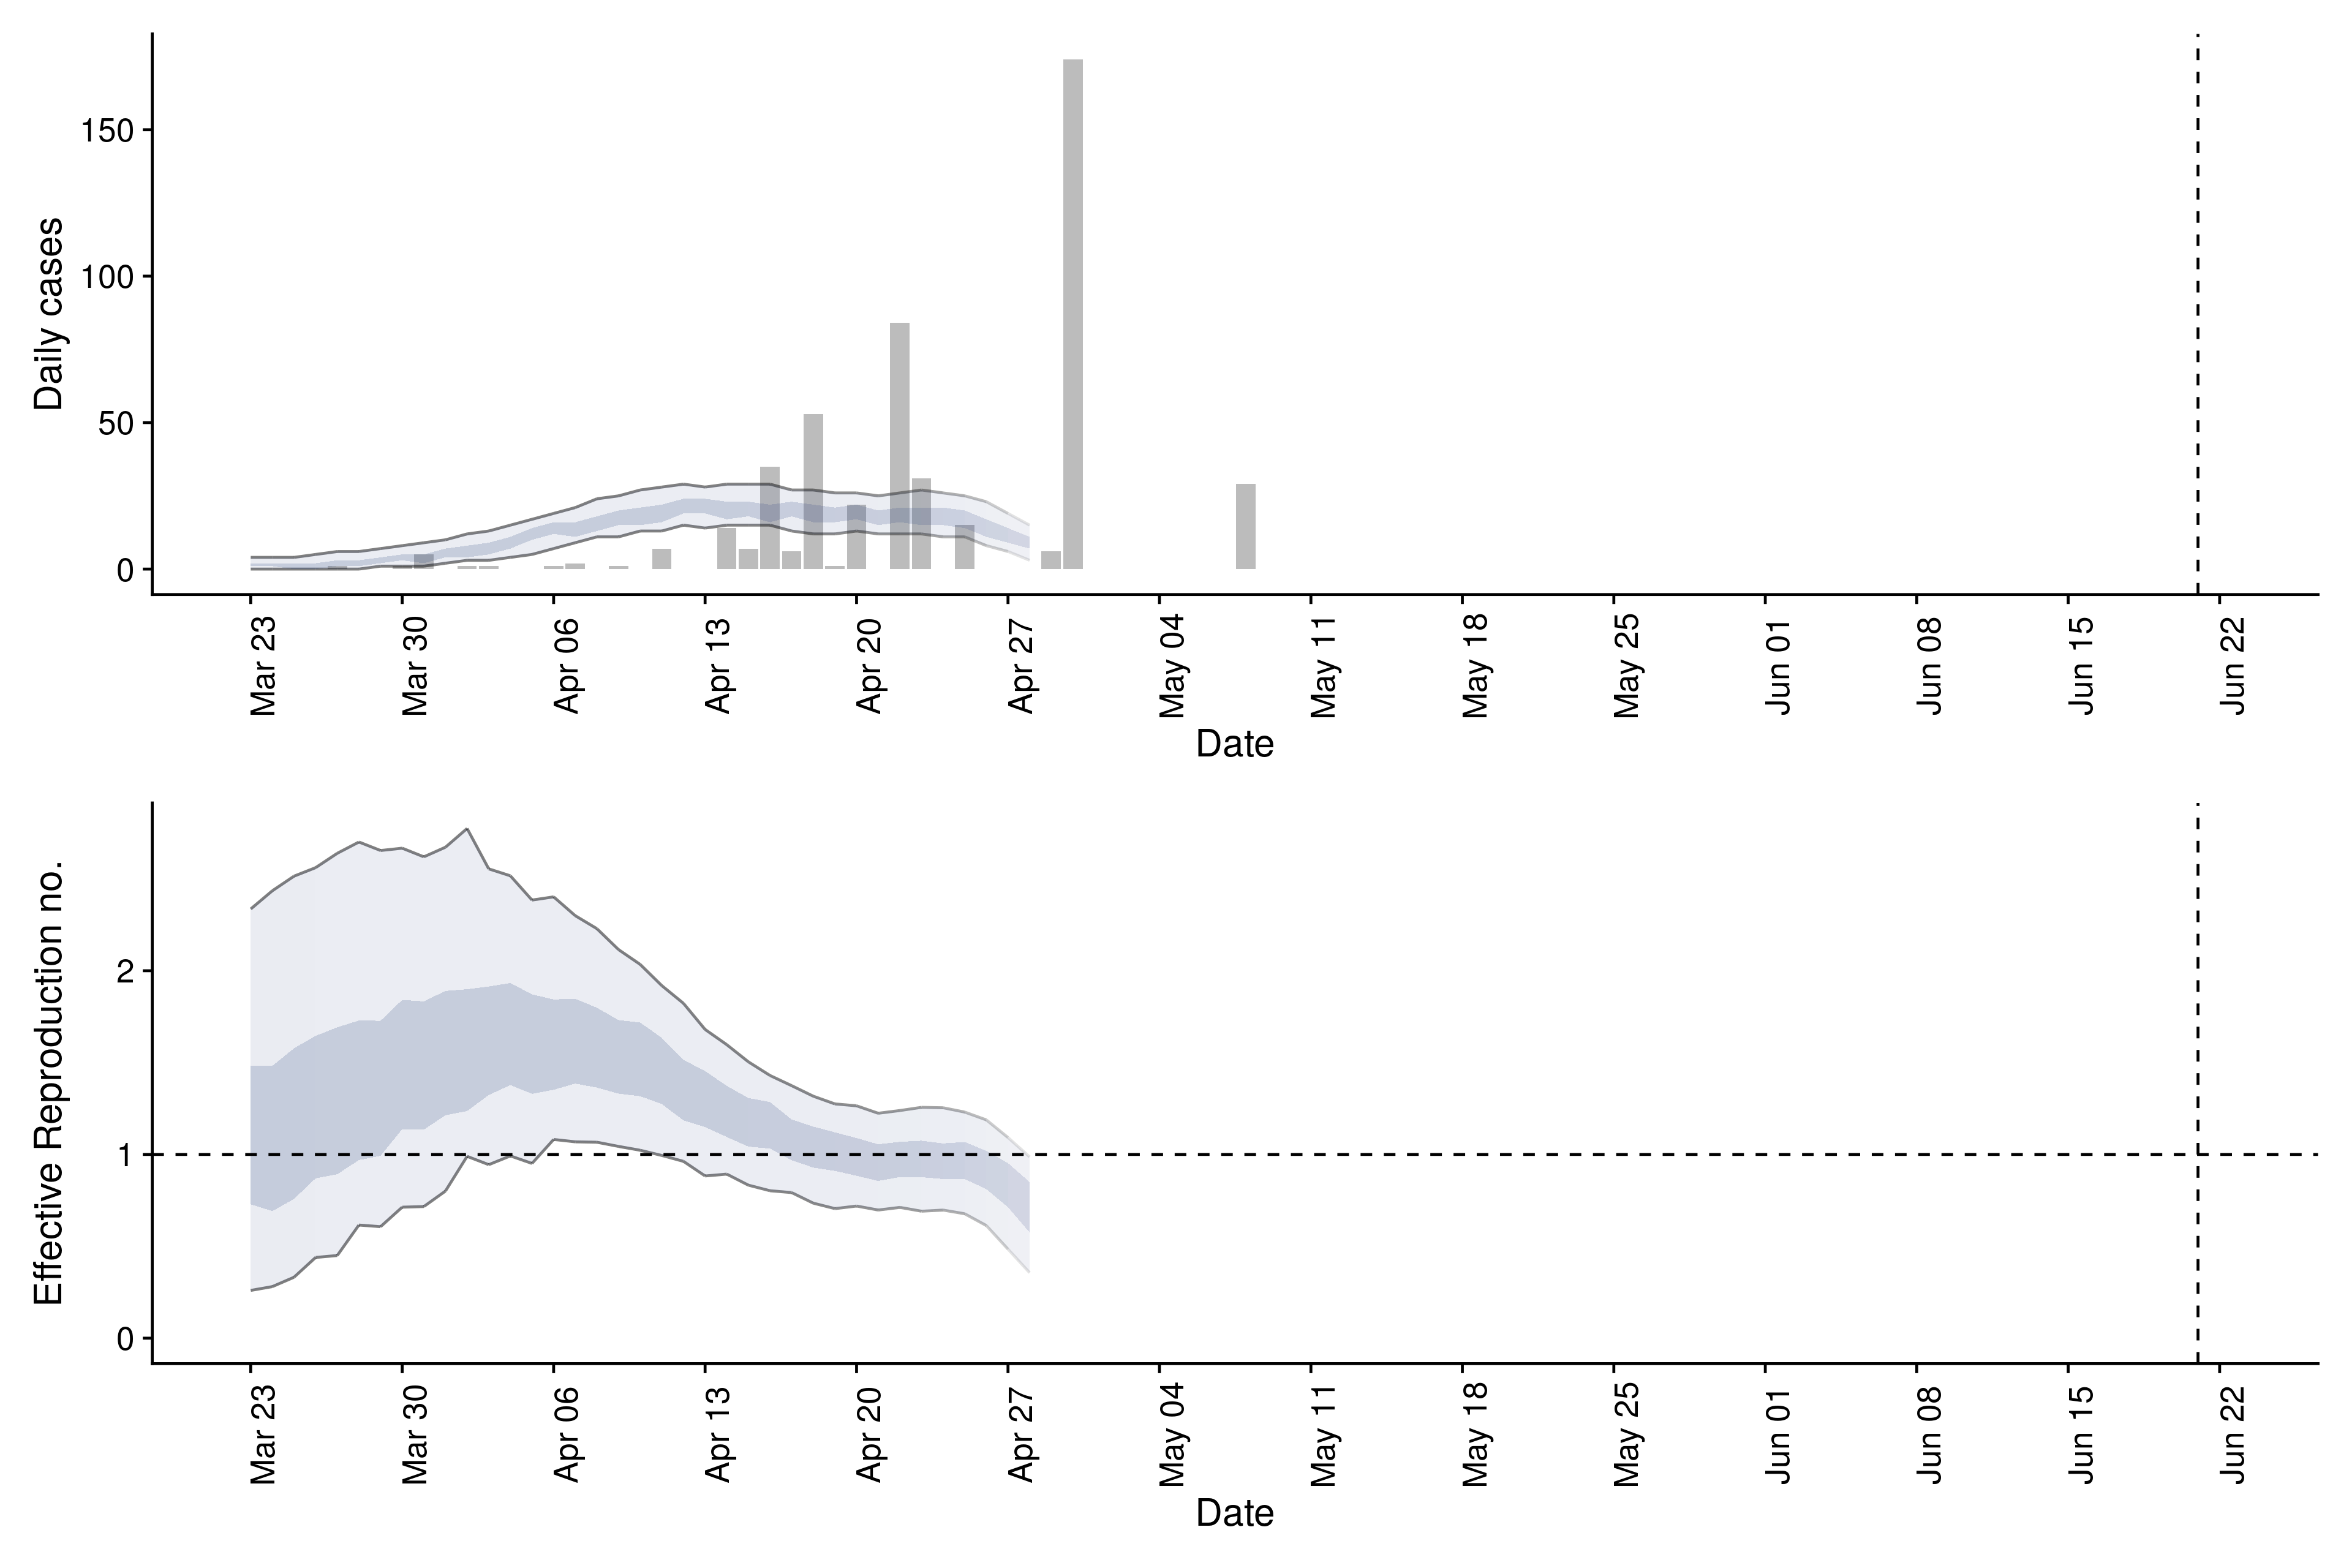 Daily cases
150
100
50
0
Mar 23
Mar 30
Apr 06
Apr 13
Apr 20
Apr 27
May 04
May 11
May 18
May 25
Jun 01
Jun 08
Jun 15
Jun 22
Date
Effective Reproduction no.
2
1
0
Mar 23
Mar 30
Apr 06
Apr 13
Apr 20
Apr 27
May 04
May 11
May 18
May 25
Jun 01
Jun 08
Jun 15
Jun 22
Date